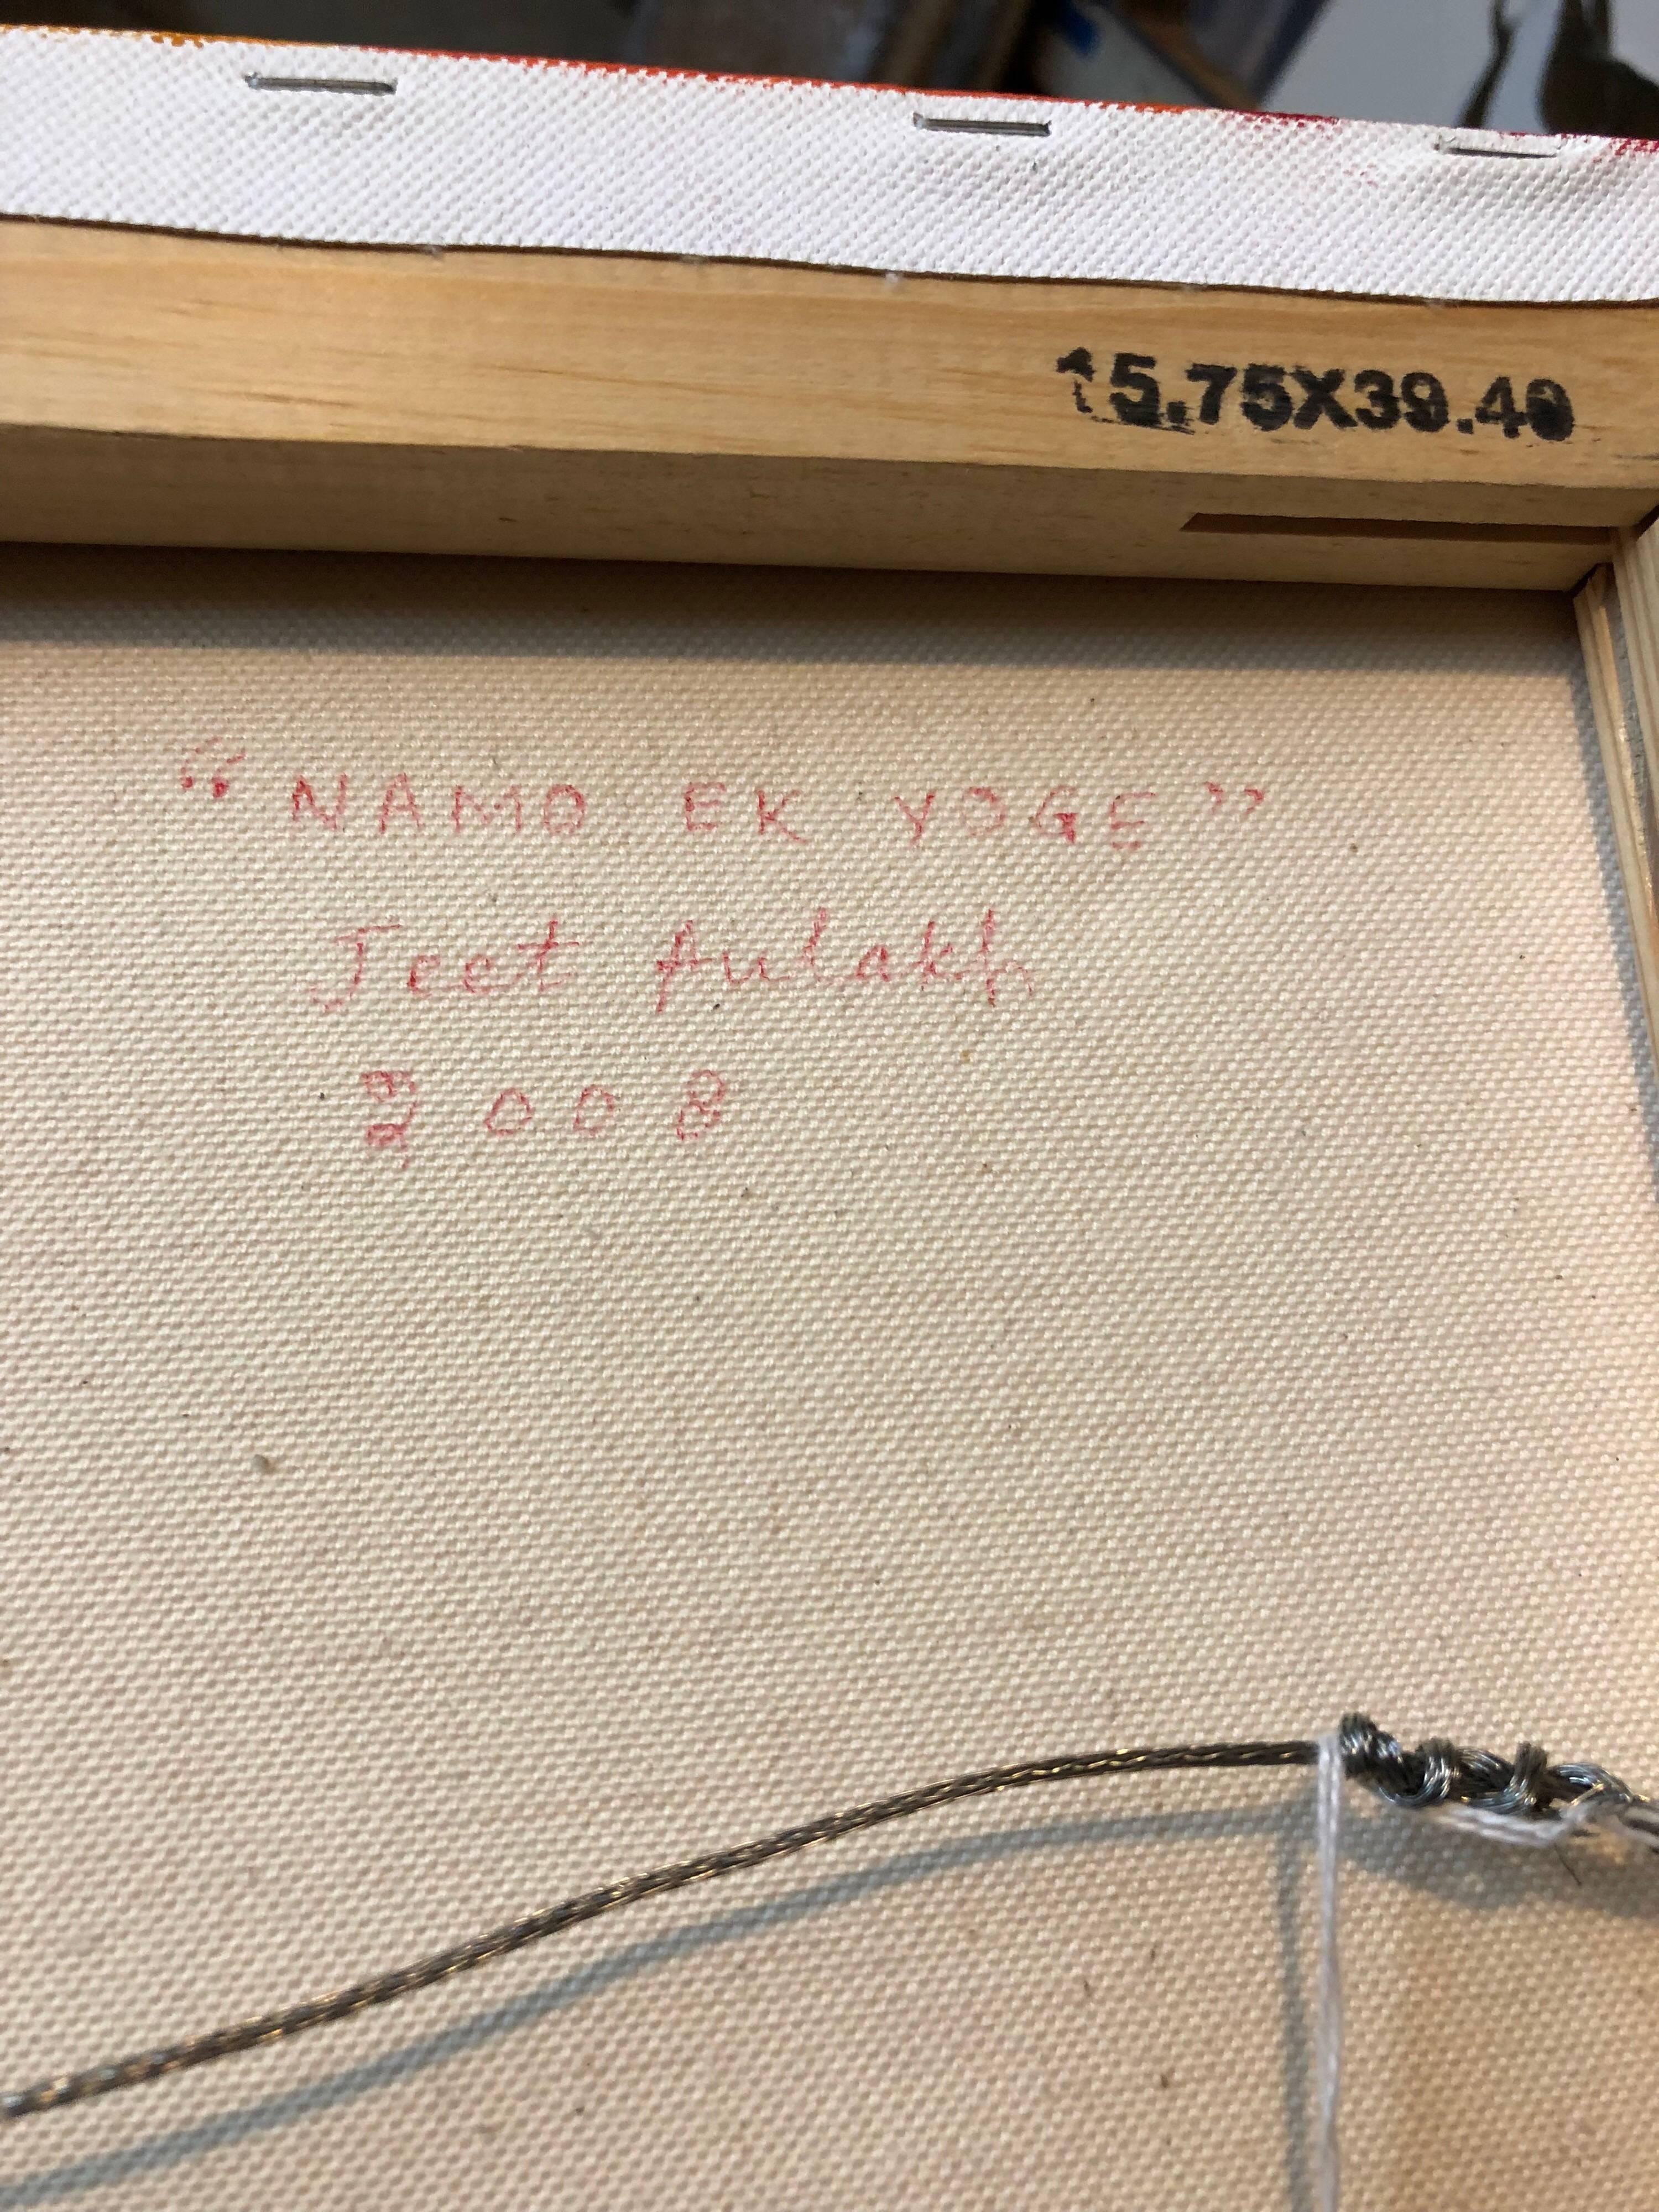 15.75X39.40
“NAMO EK YOGE”
Jeet Aulakh
2008